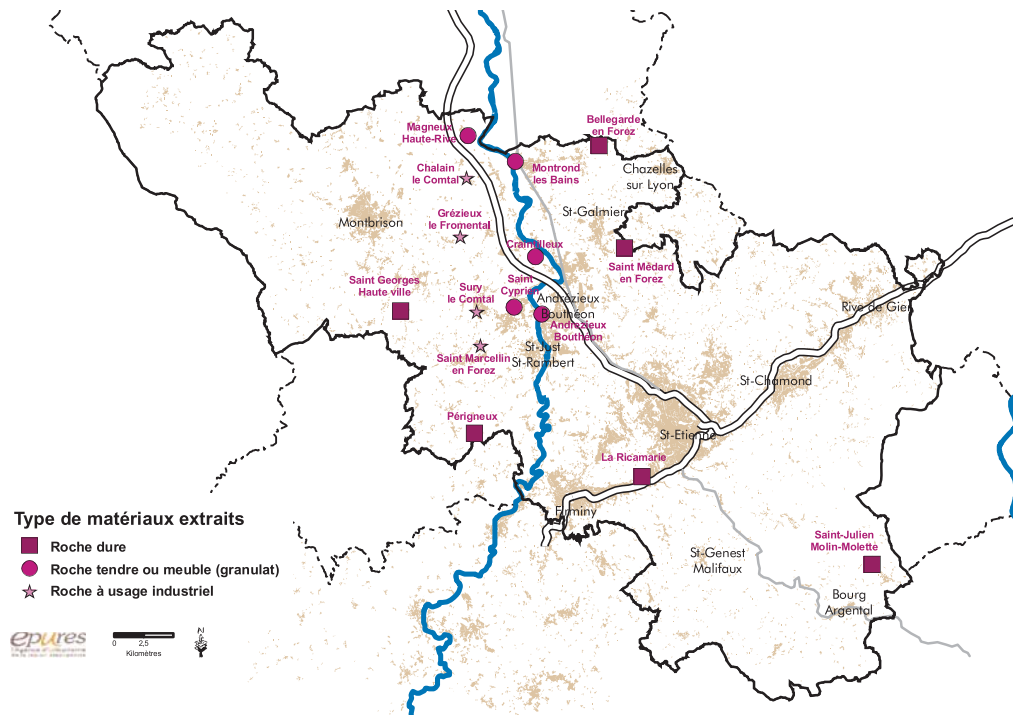 Bellegarde
en Forez
Magneux
Haute-Rive
Chalain
le Comtal
Montrond
les Bains
Chazelles
sur Lyon
Grézieux
le Fromental
St-Galmier
Montbrison
Craintilleux
Saint Médard
en Forez
Saint Georges
Haute ville
Sury
le Comtal
Saint
Cyprien
Andrézieux
Bouthéon
Andrézieux
Bouthéon
Rive de Gier
St-Just
St-Rambert
Saint Marcellin
en Forez
St-Chamond
Périgneux
St-Etienne
La Ricamarie
Firminy
Saint-Julien
Molin-Molette
St-Genest
Malifaux
Bourg
Argental
Type de matériaux extraits
Roche dure
Roche tendre ou meuble (granulat)
Roche à usage industriel
epures
0 2,5
Kilomètres
N